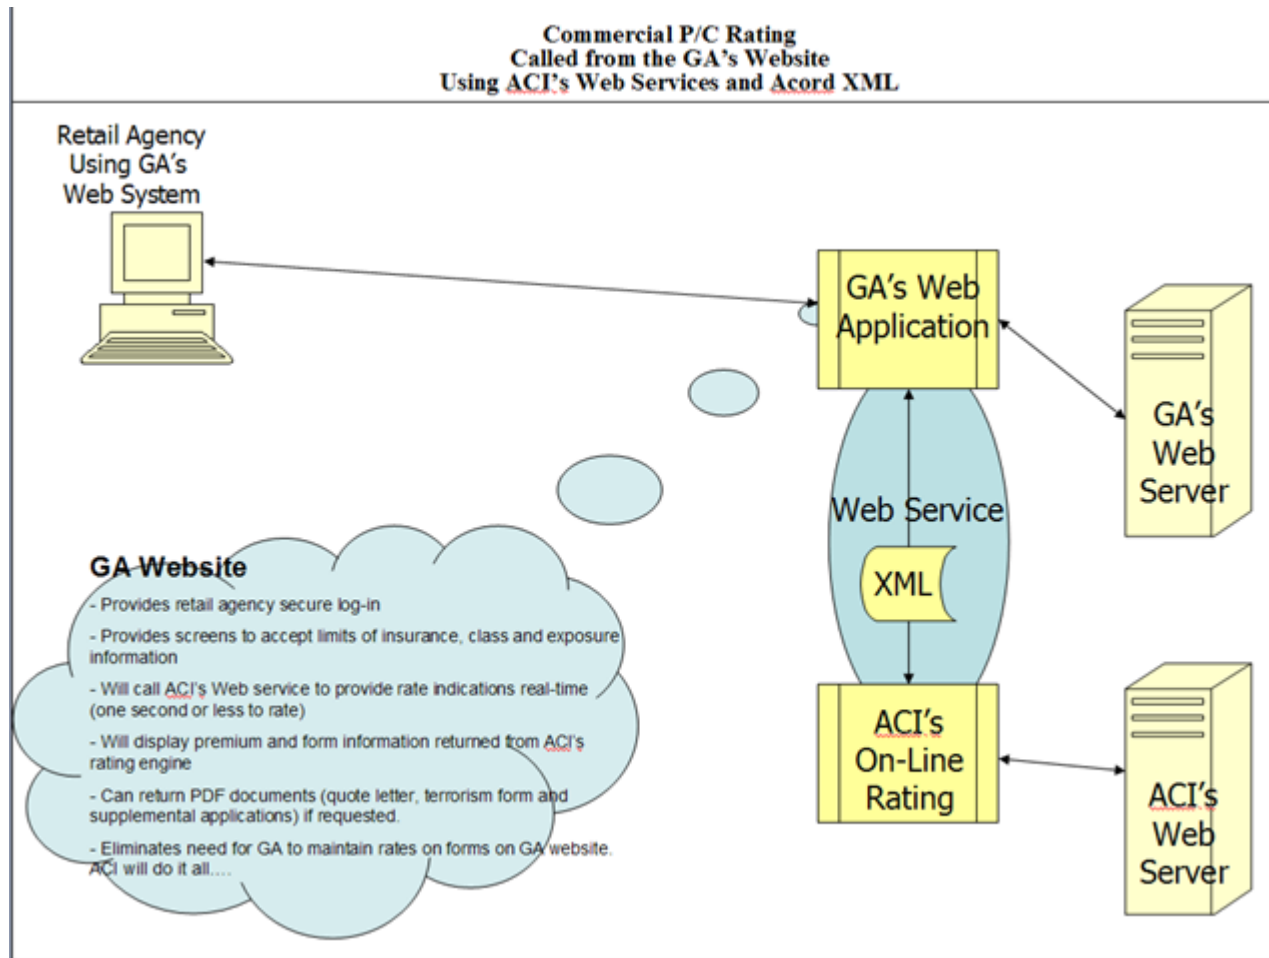 Commercial P/C Rating
Called from the GA's Website
Using ACI's Web Services and Acord XML
Retail Agency
Using GA's
Web System
GA's Web
Application
GA's
Web
Server
Web Service
XML
GA Website
- Provides retail agency secure log-in
- Provides screens to accept limits of insurance, class and exposure
information
- Will call ACI's Web service to provide rate indications real-time
(one second or less to rate)
- Will display premium and form information returned from ACI's
rating engine
- Can return PDF documents (quote letter, terrorism form and
supplemental applications) if requested.
- Eliminates need for GA to maintain rates on forms on GA website.
ACI will do it all....
ACI's
On-Line
Rating
ACI's
Web
Server